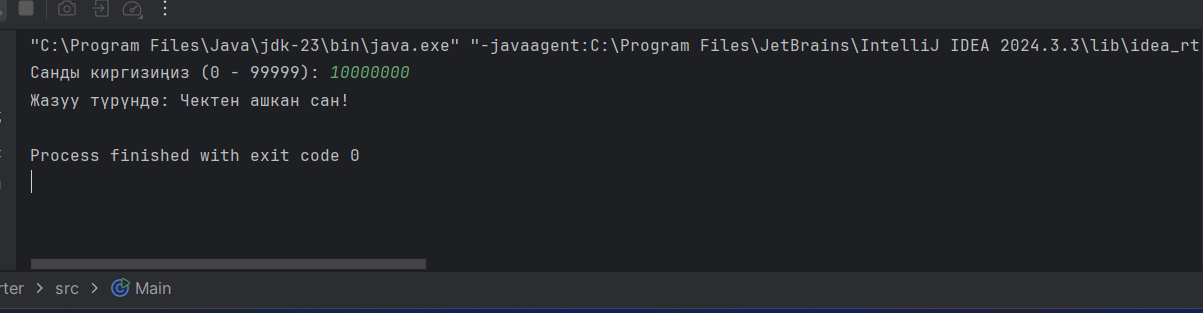 "C:\Program Files\Java\jdk-23\bin\java.exe" "-javaagent:C:\Program Files\JetBrains\IntelliJ IDEA 2024.3.3\lib\idea_rt
Санды киргизиңиз (0 - 99999): 10000000
Жазуу түрүндө: Чектен ашкан сан!
Process finished with exit code 0
rter > src > Main